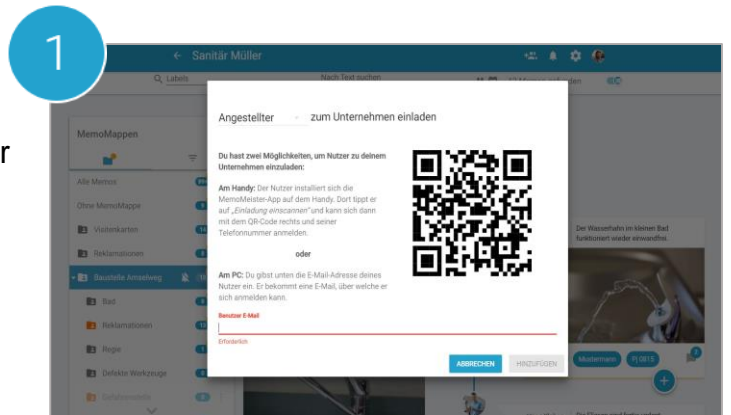 1
← Sanitär Müller
Labels
Nach Text suchen
r
Angestellter zum Unternehmen einladen
MemoMappen
Du hast zwei Möglichkeiten, um Nutzer zu deinem
Unternehmen einzuladen:
Am Handy: Der Nutzer installiert sich die
MemoMeister-App auf dem Handy. Dort tippt er
auf „Einladung einscannen" und kann sich dann
mit dem QR-Code rechts und seiner
Telefonnummer anmelden.
oder
Am PC: Du gibst unten die E-Mail-Adresse deines
Nutzer ein. Er bekommt eine E-Mail, über welche er
sich anmelden kann.
Benutzer E-Mail
Erforderlich
ABBRECHEN
HINZUFÜGEN
Alle Memos
Ohne MemoMappe
Visitenkarten
Reklamationen
Baustelle Amselweg
Bad
Reklamationen
Regie
Defekte Werkzeuge
Der Wasserhahn im kleinen Bad
funktioniert wieder einwandfrei.
Mustermann
PJ 0815
3